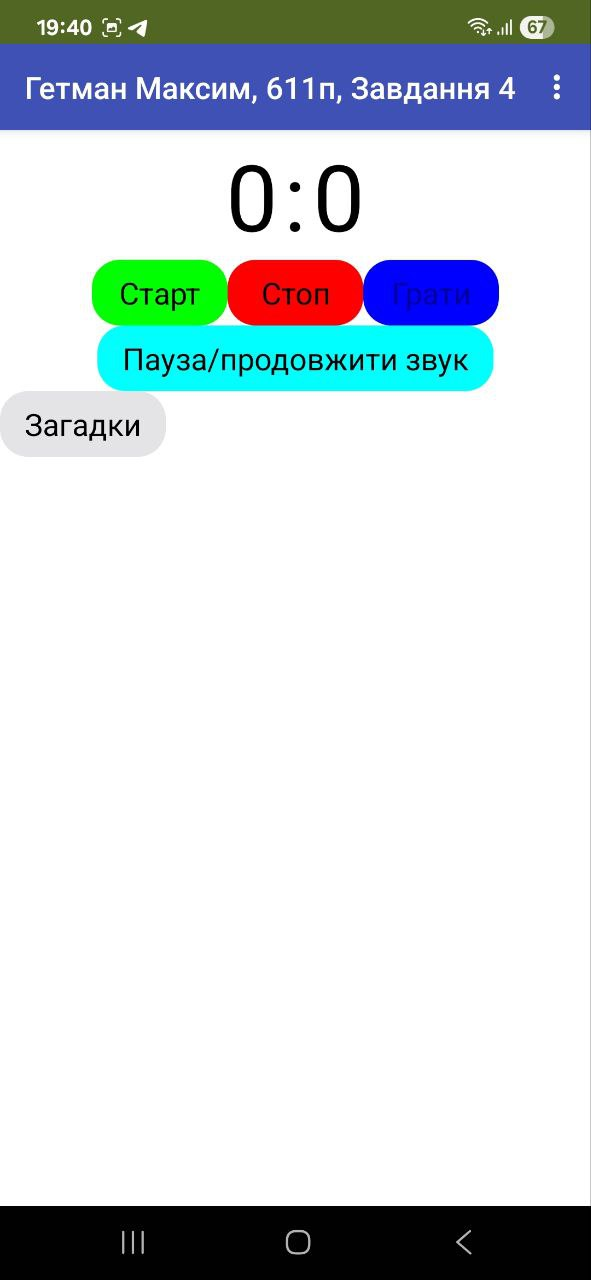 19:40 67
Гетман Максим, 611п, Завдання 4
0:0
Старт Стоп Грати
Пауза/продовжити звук
Загадки